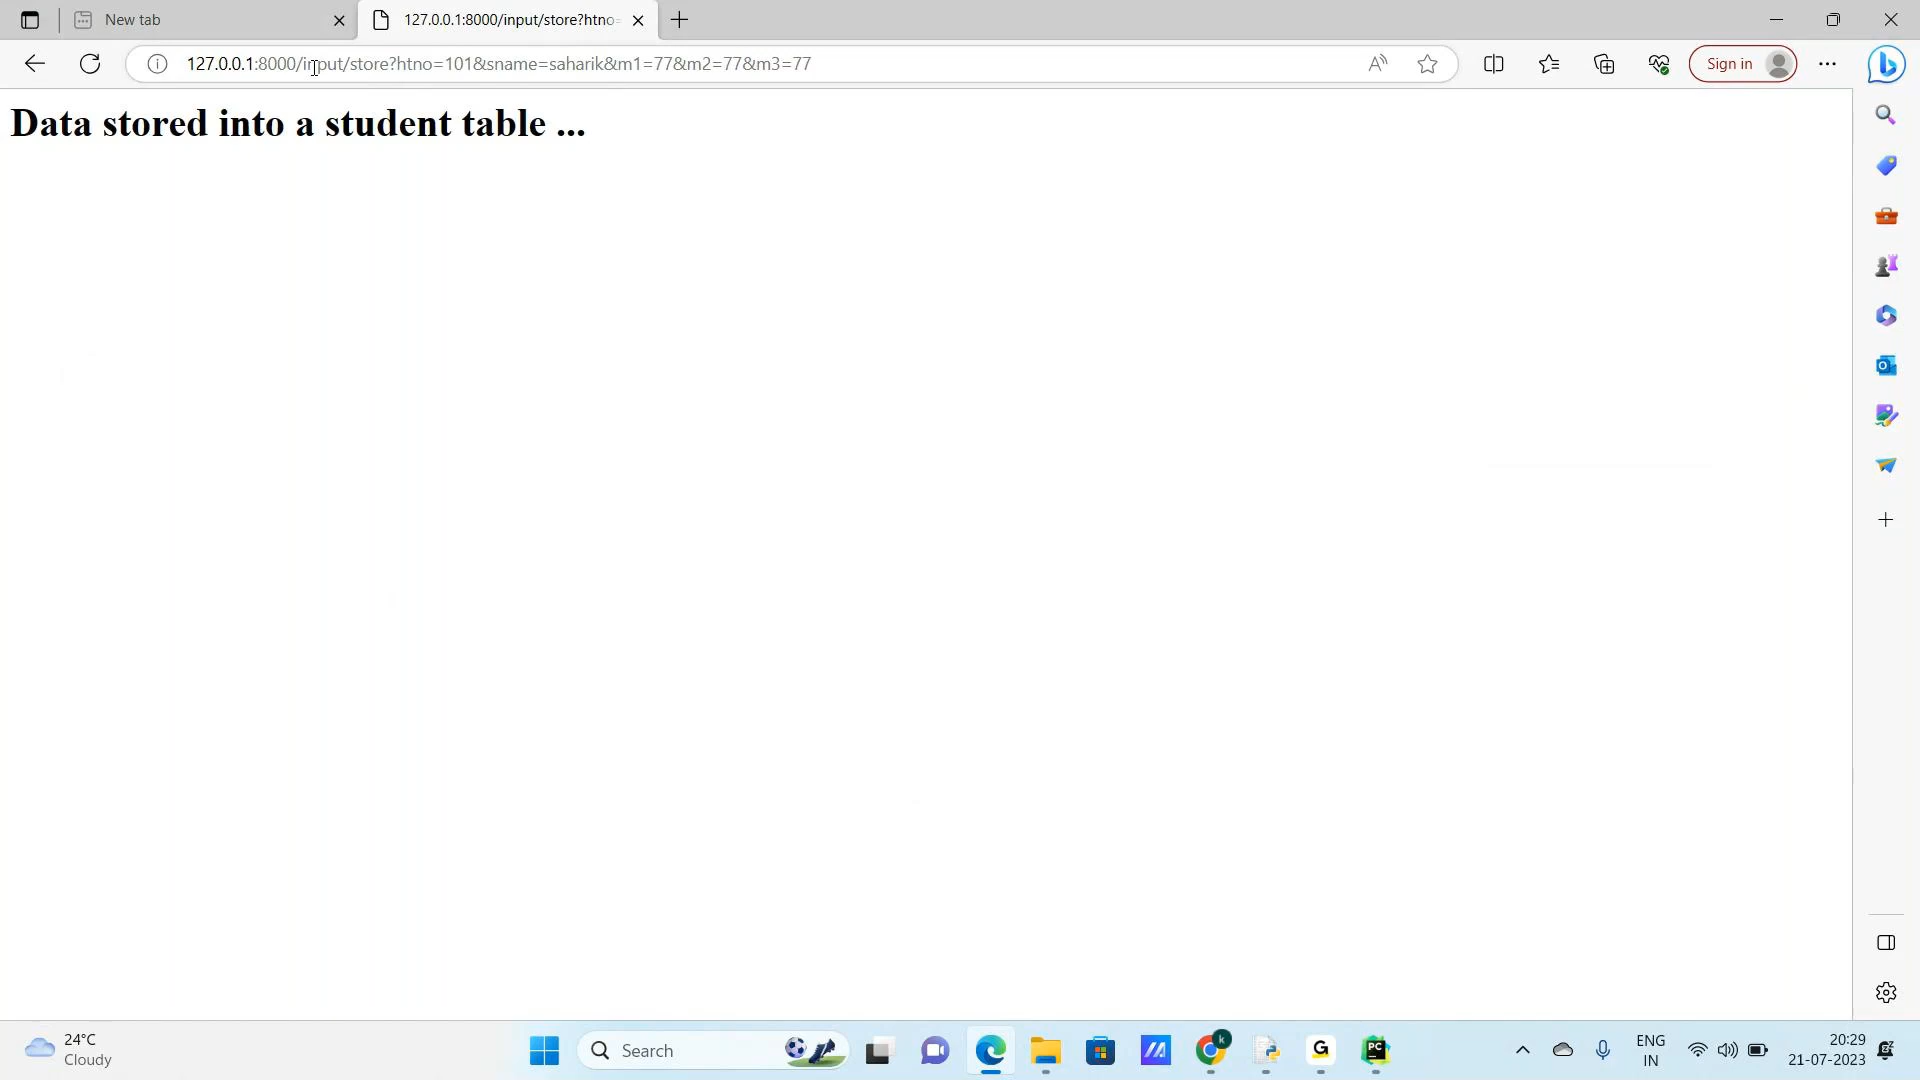 New tab
127.0.0.1:8000/input/store?htno=
127.0.0.1:8000/input/store?htno=101&sname=saharik&m1=77&m2=77&m3=77
Sign in
Data stored into a student table ...
24°C
Cloudy
Search
ENG
IN
20:29
21-07-2023